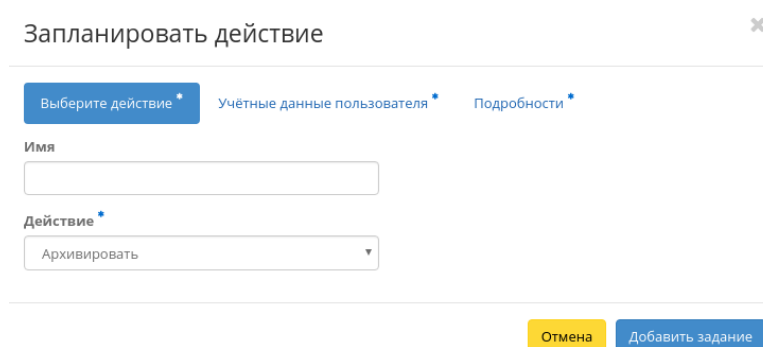 Запланировать действие
Выберите действие * Учётные данные пользователя * Подробности *
Имя
Действие *
Архивировать
Отмена Добавить задание